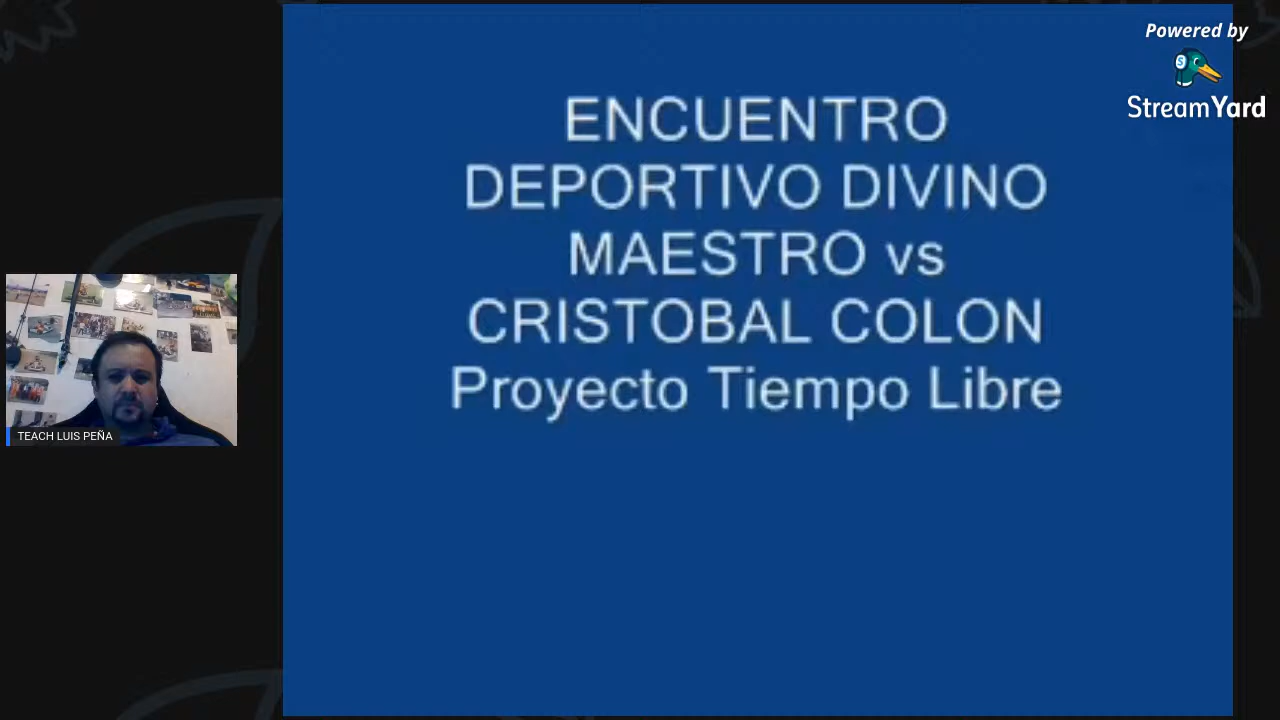 Powered by
StreamYard
ENCUENTRO
DEPORTIVO DIVINO
MAESTRO vs
CRISTOBAL COLON
Proyecto Tiempo Libre
TEACH LUIS PEÑA